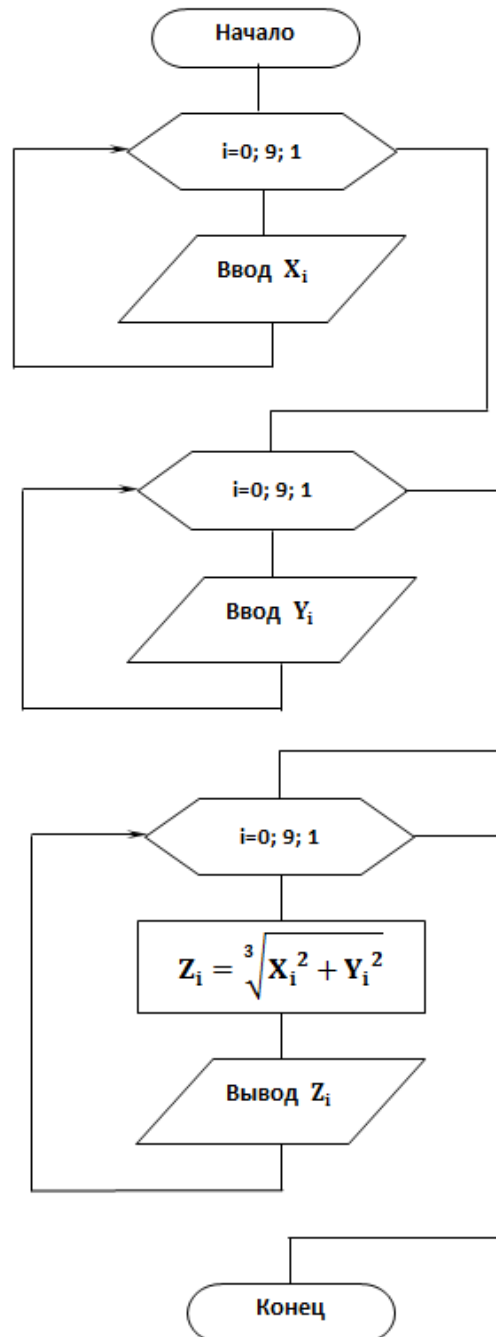 Начало
i=0; 9; 1
Ввод Xᵢ
i=0; 9; 1
Ввод Yᵢ
i=0; 9; 1
Zᵢ = ∛(Xᵢ² + Yᵢ²)
Вывод Zᵢ
Конец